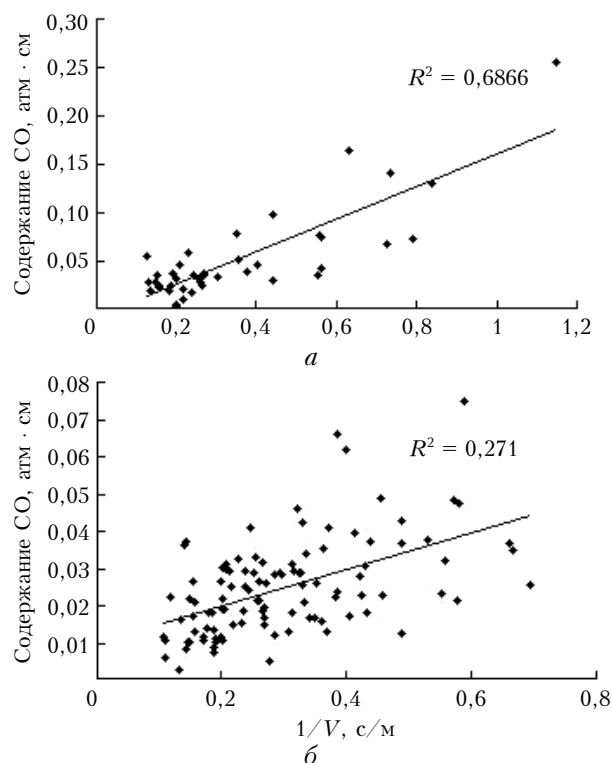 0,30
0,25
0,20
0,15
0,10
0,05
Содержание CO, атм · см
R² = 0,6866
0 0,2 0,4 0,6 0,8 1 1,2
а
0,08
0,07
0,06
0,05
0,04
0,03
0,02
0,01
Содержание CO, атм · см
R² = 0,271
0 0,2 0,4 0,6 0,8
1/V, с/м
б